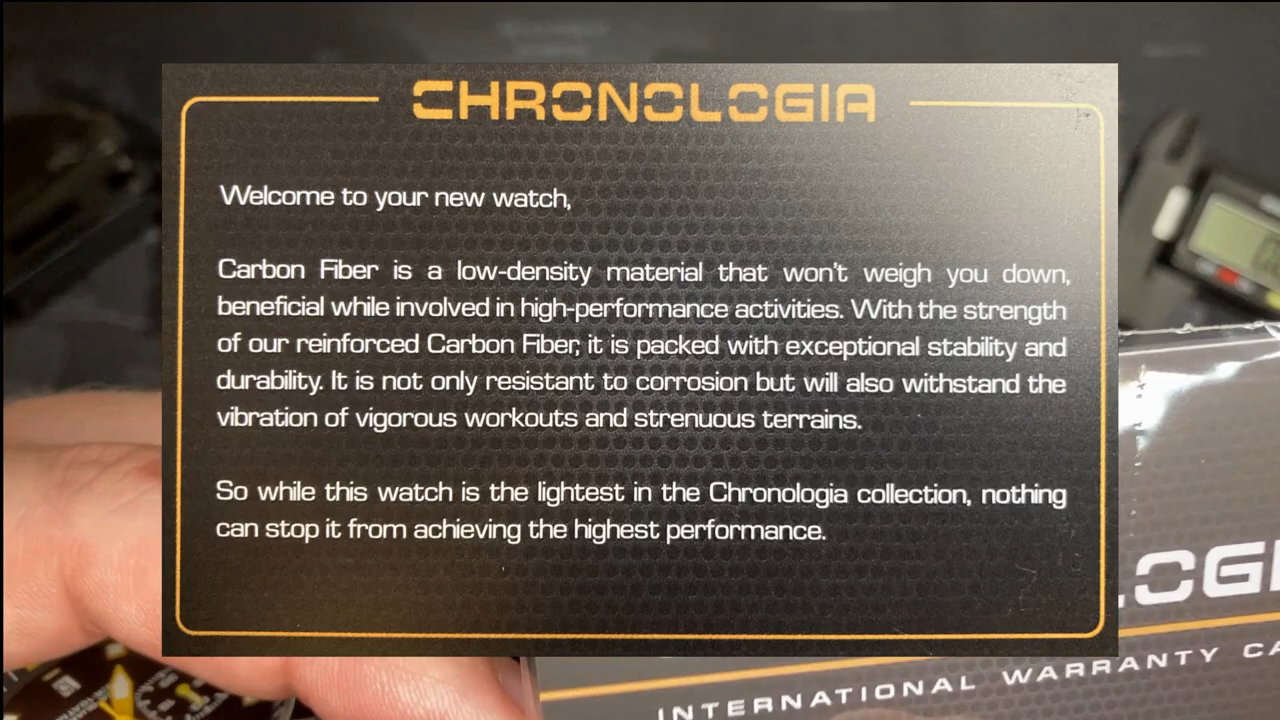 CHRONOLOGIA
Welcome to your new watch,
Carbon Fiber is a low-density material that won't weigh you down,
beneficial while involved in high-performance activities. With the strength
of our reinforced Carbon Fiber, it is packed with exceptional stability and
durability. It is not only resistant to corrosion but will also withstand the
vibration of vigorous workouts and strenuous terrains.
So while this watch is the lightest in the Chronologia collection, nothing
can stop it from achieving the highest performance.
INTERNATIONAL WARRANTY